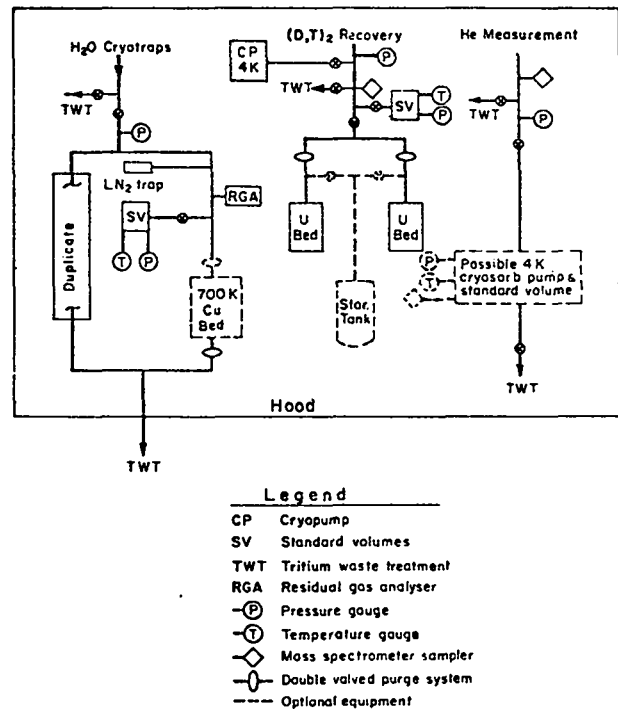 H2O Cryotraps
TWT
P
LN2 trap
RGA
SV
T P
Duplicate
700 K
Cu
Bed
TWT
(D,T)2 Recovery
CP
4K
P
TWT
T
SV
P
U
Bed
U
Bed
Stor.
Tank
He Measurement
TWT
P
P
T
Possible 4 K
cryosorb pump &
standard volume
TWT
Hood
Legend
CP Cryopump
SV Standard volumes
TWT Tritium waste treatment
RGA Residual gas analyser
P Pressure gauge
T Temperature gauge
Mass spectrometer sampler
Double valved purge system
Optional equipment